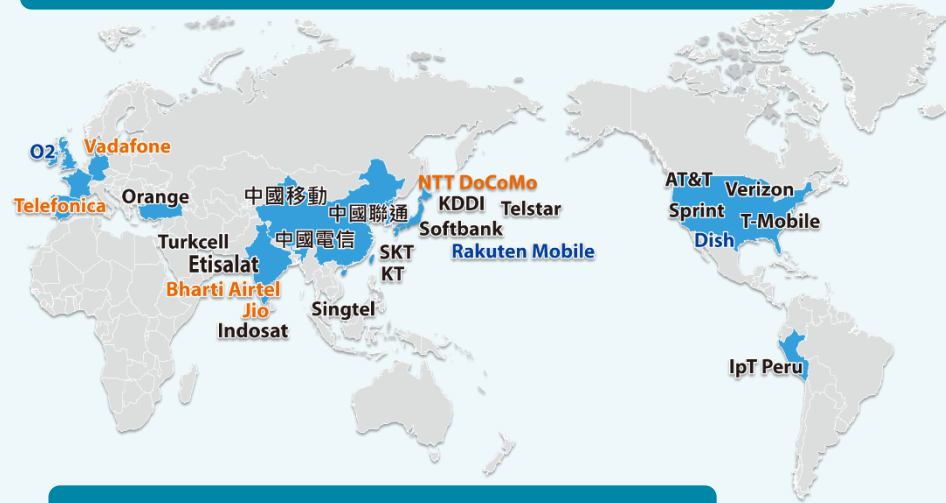 O2
Vadafone
Telefonica
Orange
Turkcell
Etisalat
Bharti Airtel
Jio
Indosat
中國移動
中國聯通
中國電信
NTT DoCoMo
KDDI
Telstar
Softbank
Rakuten Mobile
SKT
KT
Singtel
AT&T
Verizon
Sprint
T-Mobile
Dish
IpT Peru